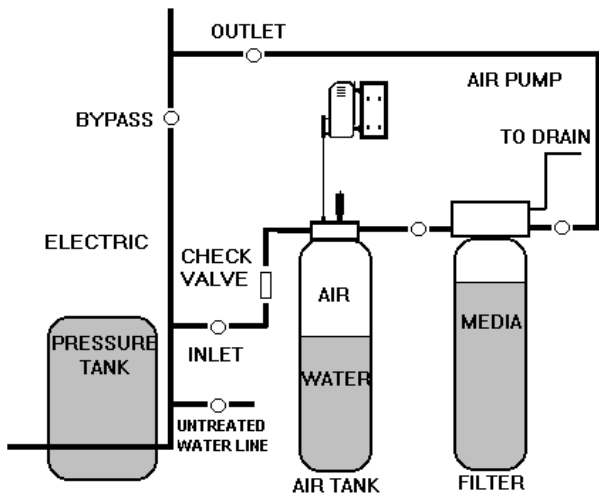 OUTLET
AIR PUMP
BYPASS
TO DRAIN
ELECTRIC
CHECK
VALVE
AIR
MEDIA
PRESSURE
TANK
INLET
WATER
UNTREATED
WATER LINE
AIR TANK
FILTER